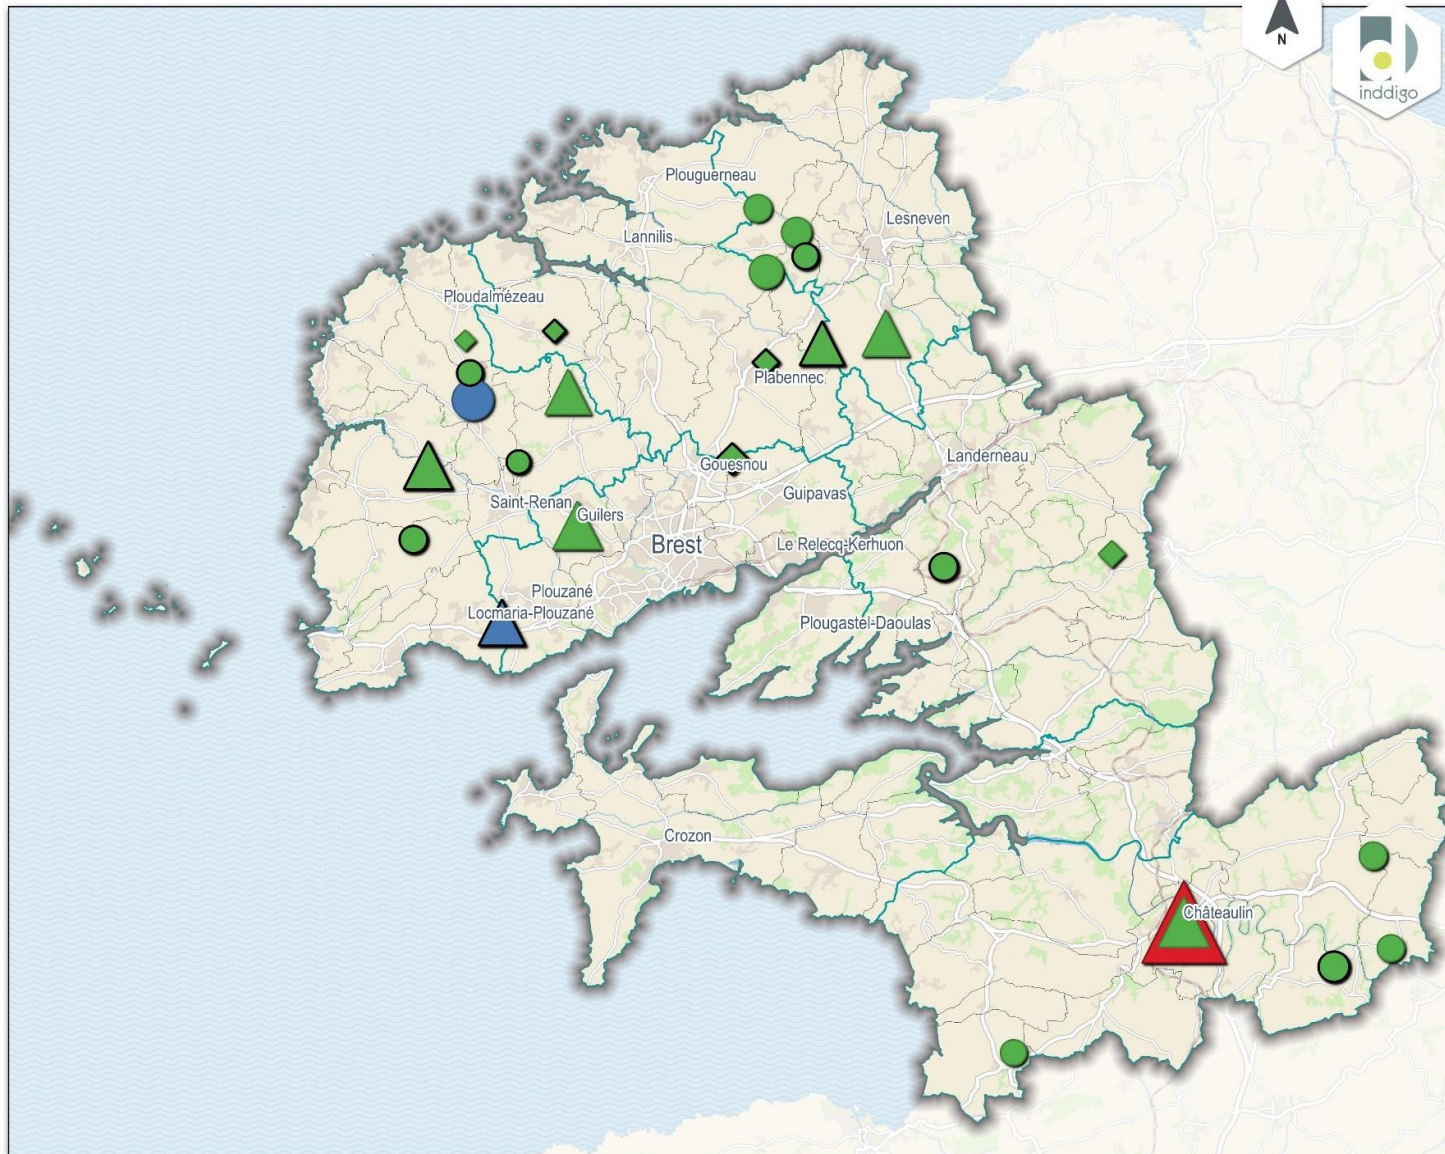 N
inddigo
Plouguerneau
Lesneven
Lannilis
Ploudalmézeau
Plabennec
Gouesnou
Landerneau
Saint-Renan
Guipavas
Guilers
Brest
Le Relecq-Kerhuon
Plouzané
Locmaria-Plouzané
Plougastel-Daoulas
Crozon
Châteaulin